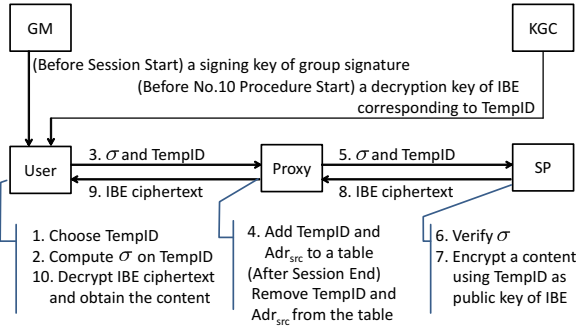 GM
KGC
(Before Session Start) a signing key of group signature
(Before No.10 Procedure Start) a decryption key of IBE
corresponding to TempID
3. σ and TempID
5. σ and TempID
User
Proxy
SP
9. IBE ciphertext
8. IBE ciphertext
1. Choose TempID
2. Compute σ on TempID
10. Decrypt IBE ciphertext
and obtain the content
4. Add TempID and
Adr_src to a table
(After Session End)
Remove TempID and
Adr_src from the table
6. Verify σ
7. Encrypt a content
using TempID as
public key of IBE